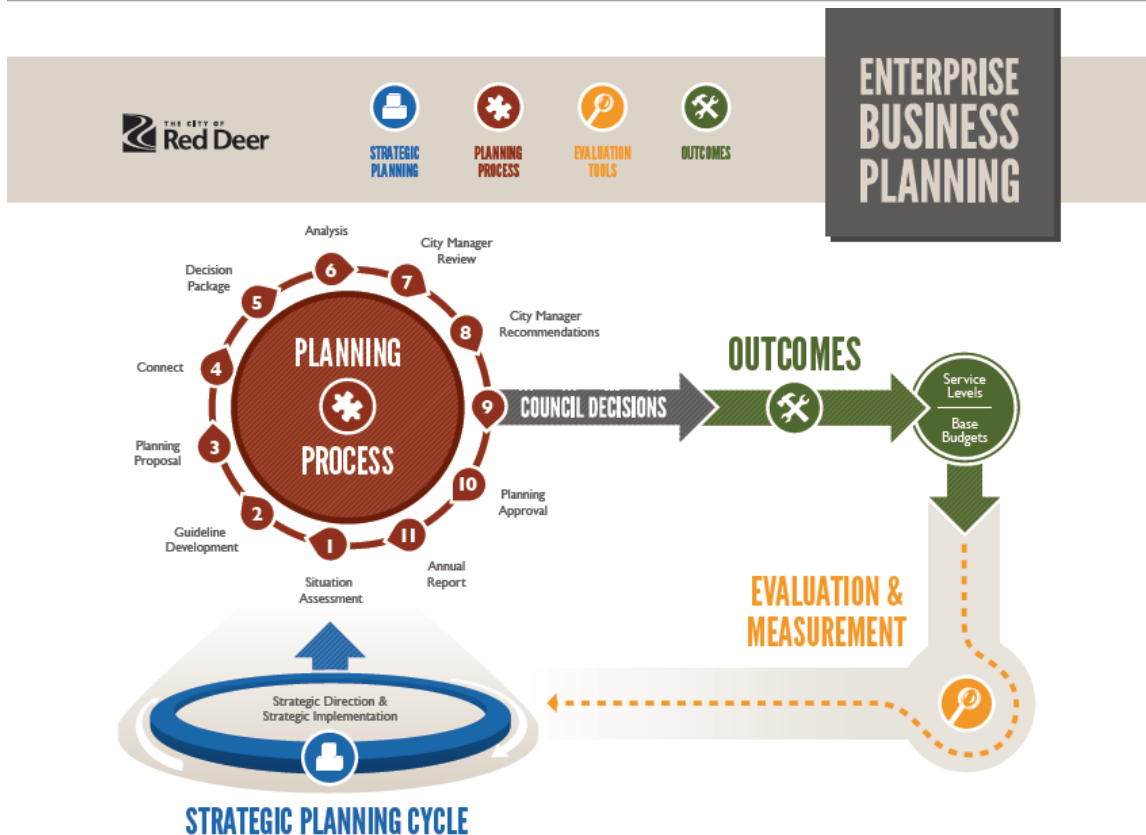 THE CITY OF
Red Deer
STRATEGIC
PLANNING
PLANNING
PROCESS
EVALUATION
TOOLS
OUTCOMES
ENTERPRISE
BUSINESS
PLANNING
Analysis
City Manager
Review
Decision
Package
City Manager
Recommendations
Connect
Planning
Proposal
Guideline
Development
Situation
Assessment
Annual
Report
Planning
Approval
6
7
5
8
4
9
3
10
2
11
1
PLANNING
PROCESS
COUNCIL DECISIONS
OUTCOMES
Service
Levels
Base
Budgets
EVALUATION &
MEASUREMENT
Strategic Direction &
Strategic Implementation
STRATEGIC PLANNING CYCLE